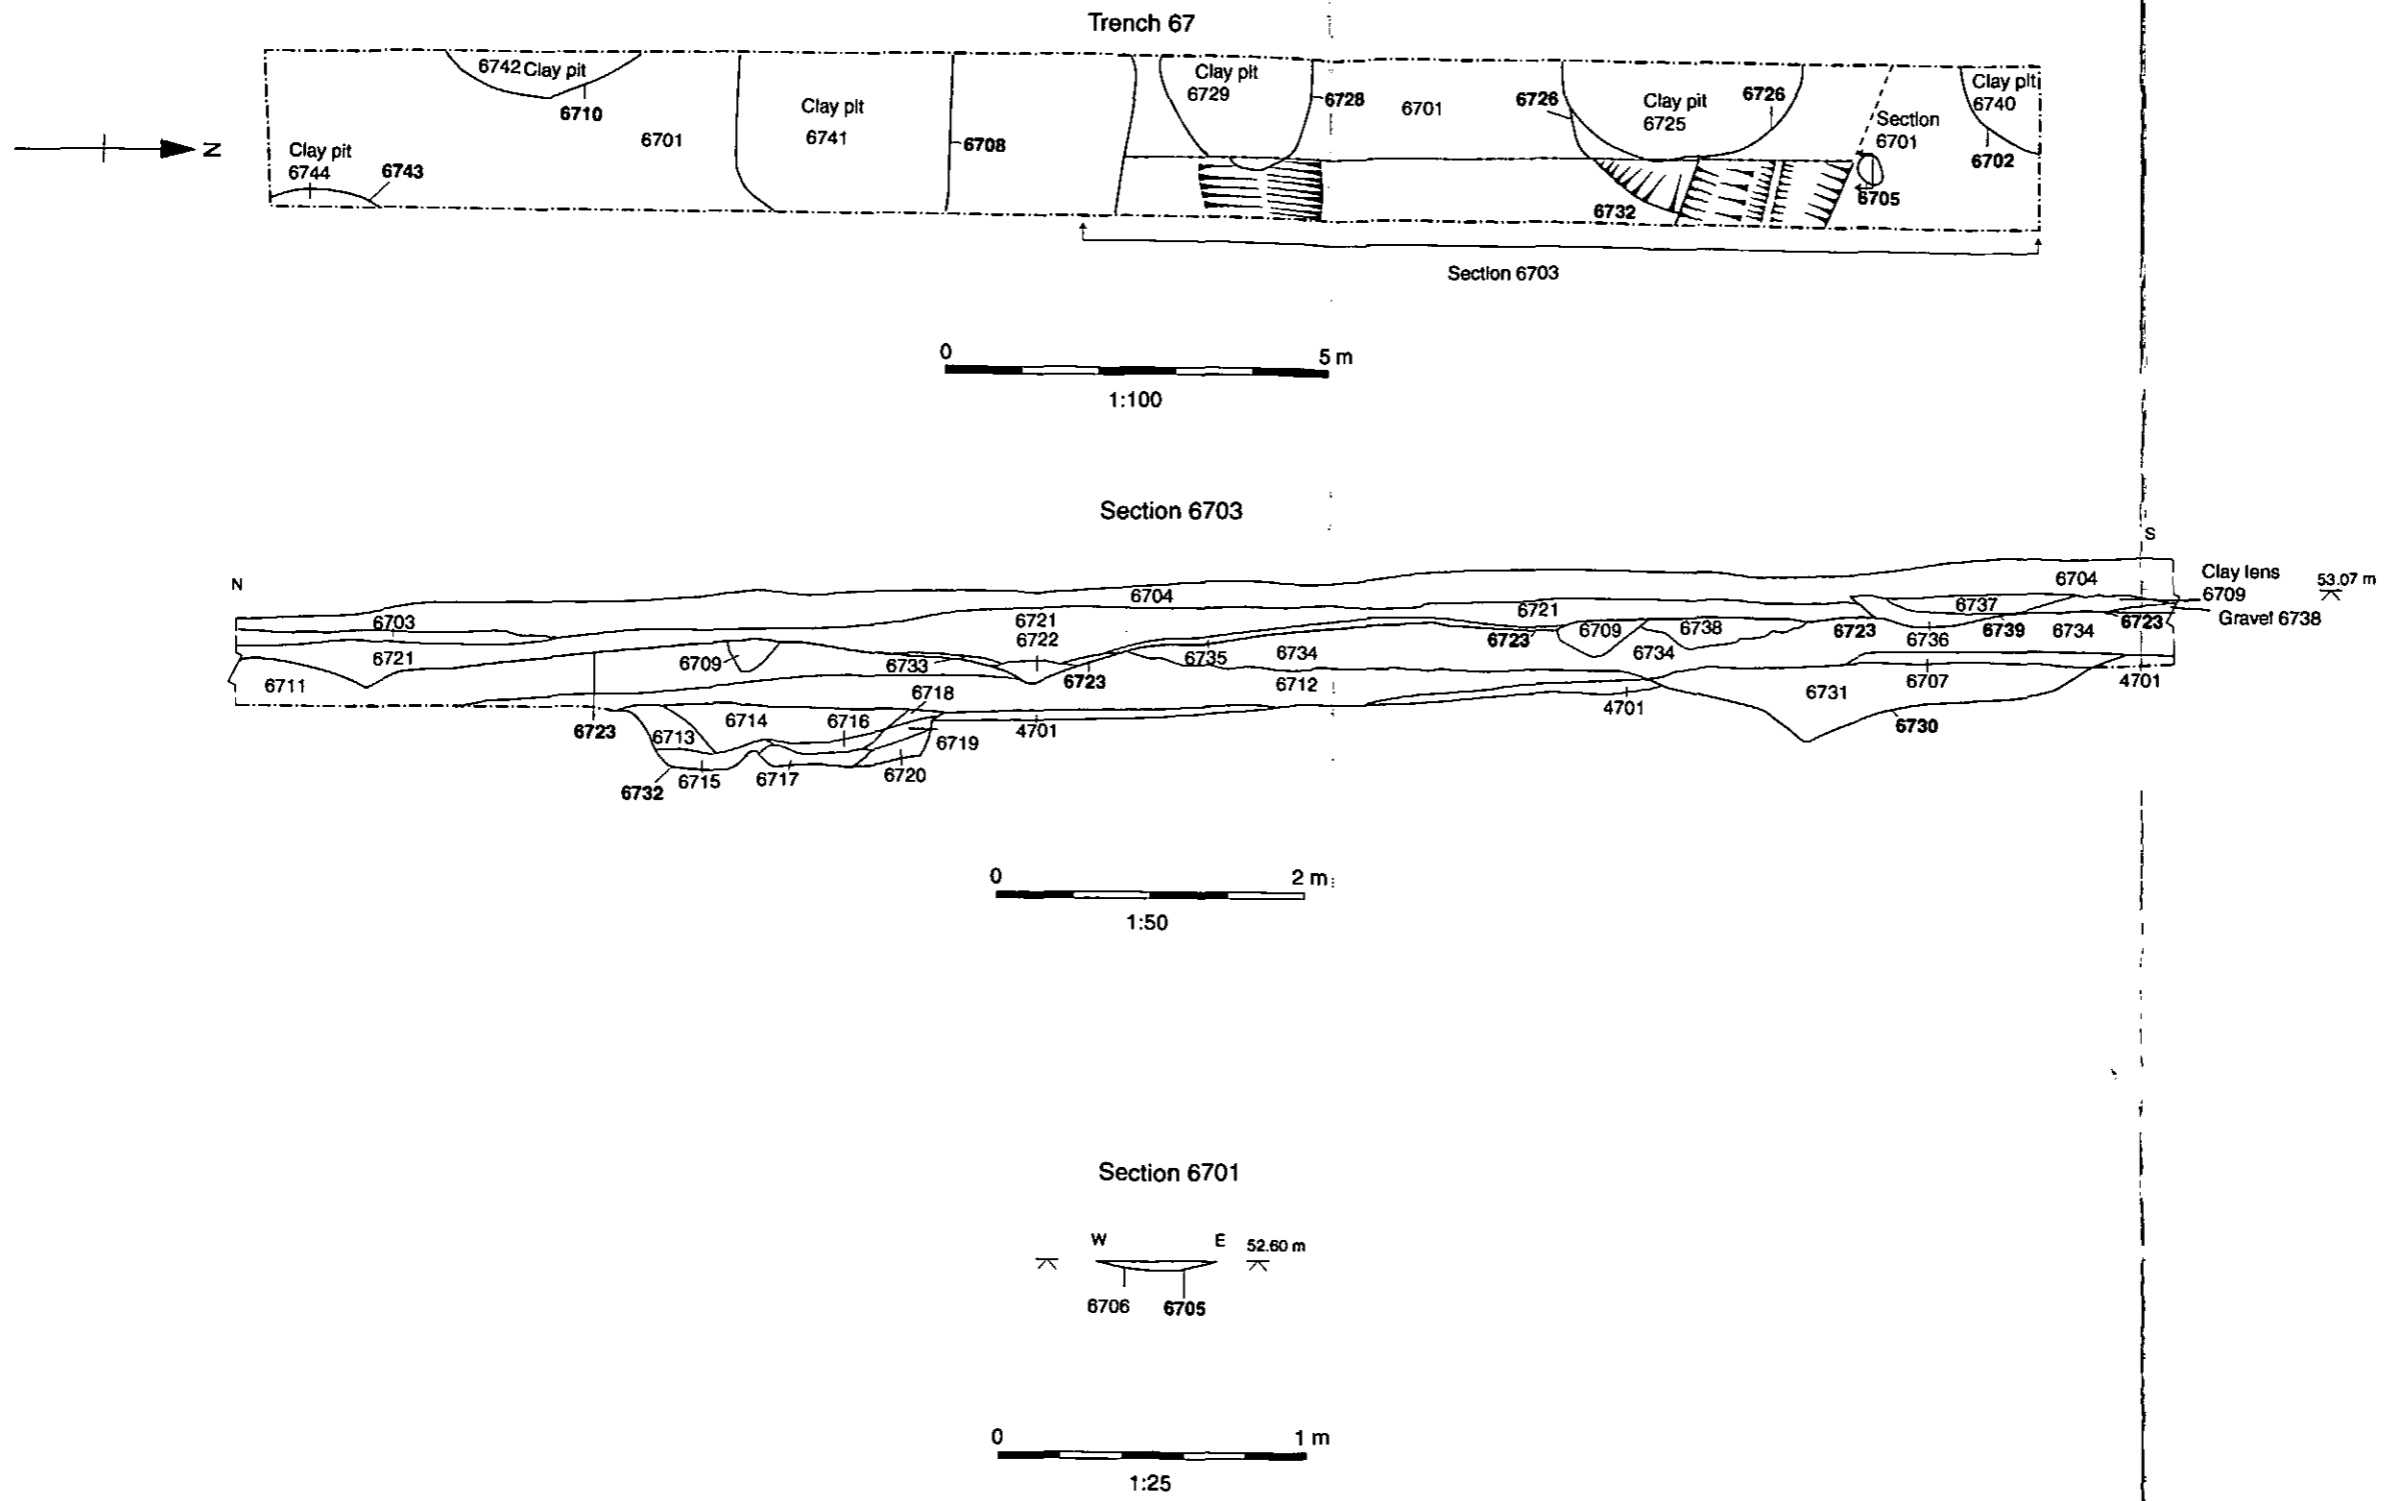 Trench 67
6742 Clay pit
6710
6701
Clay pit
6744
6743
Clay pit
6741
6708
Clay pit
6729
6728
6701
6726
Clay pit
6725
6726
Section
6701
Clay pit
6740
6702
6705
6732
N
Section 6703
0 5 m
1:100
Section 6703
N
S
6704
6704
Clay lens
6709
53.07 m
Gravel 6738
6703
6721
6721
6722
6721
6737
6709
6738
6723
6723
6736
6739
6734
6723
6711
6709
6733
6723
6735
6734
6734
6712
6718
6731
6707
4701
4701
6714
6716
6723
6713
6719
4701
6730
6732
6715
6717
6720
0 2 m
1:50
Section 6701
W E 52.60 m
6706 6705
0 1 m
1:25